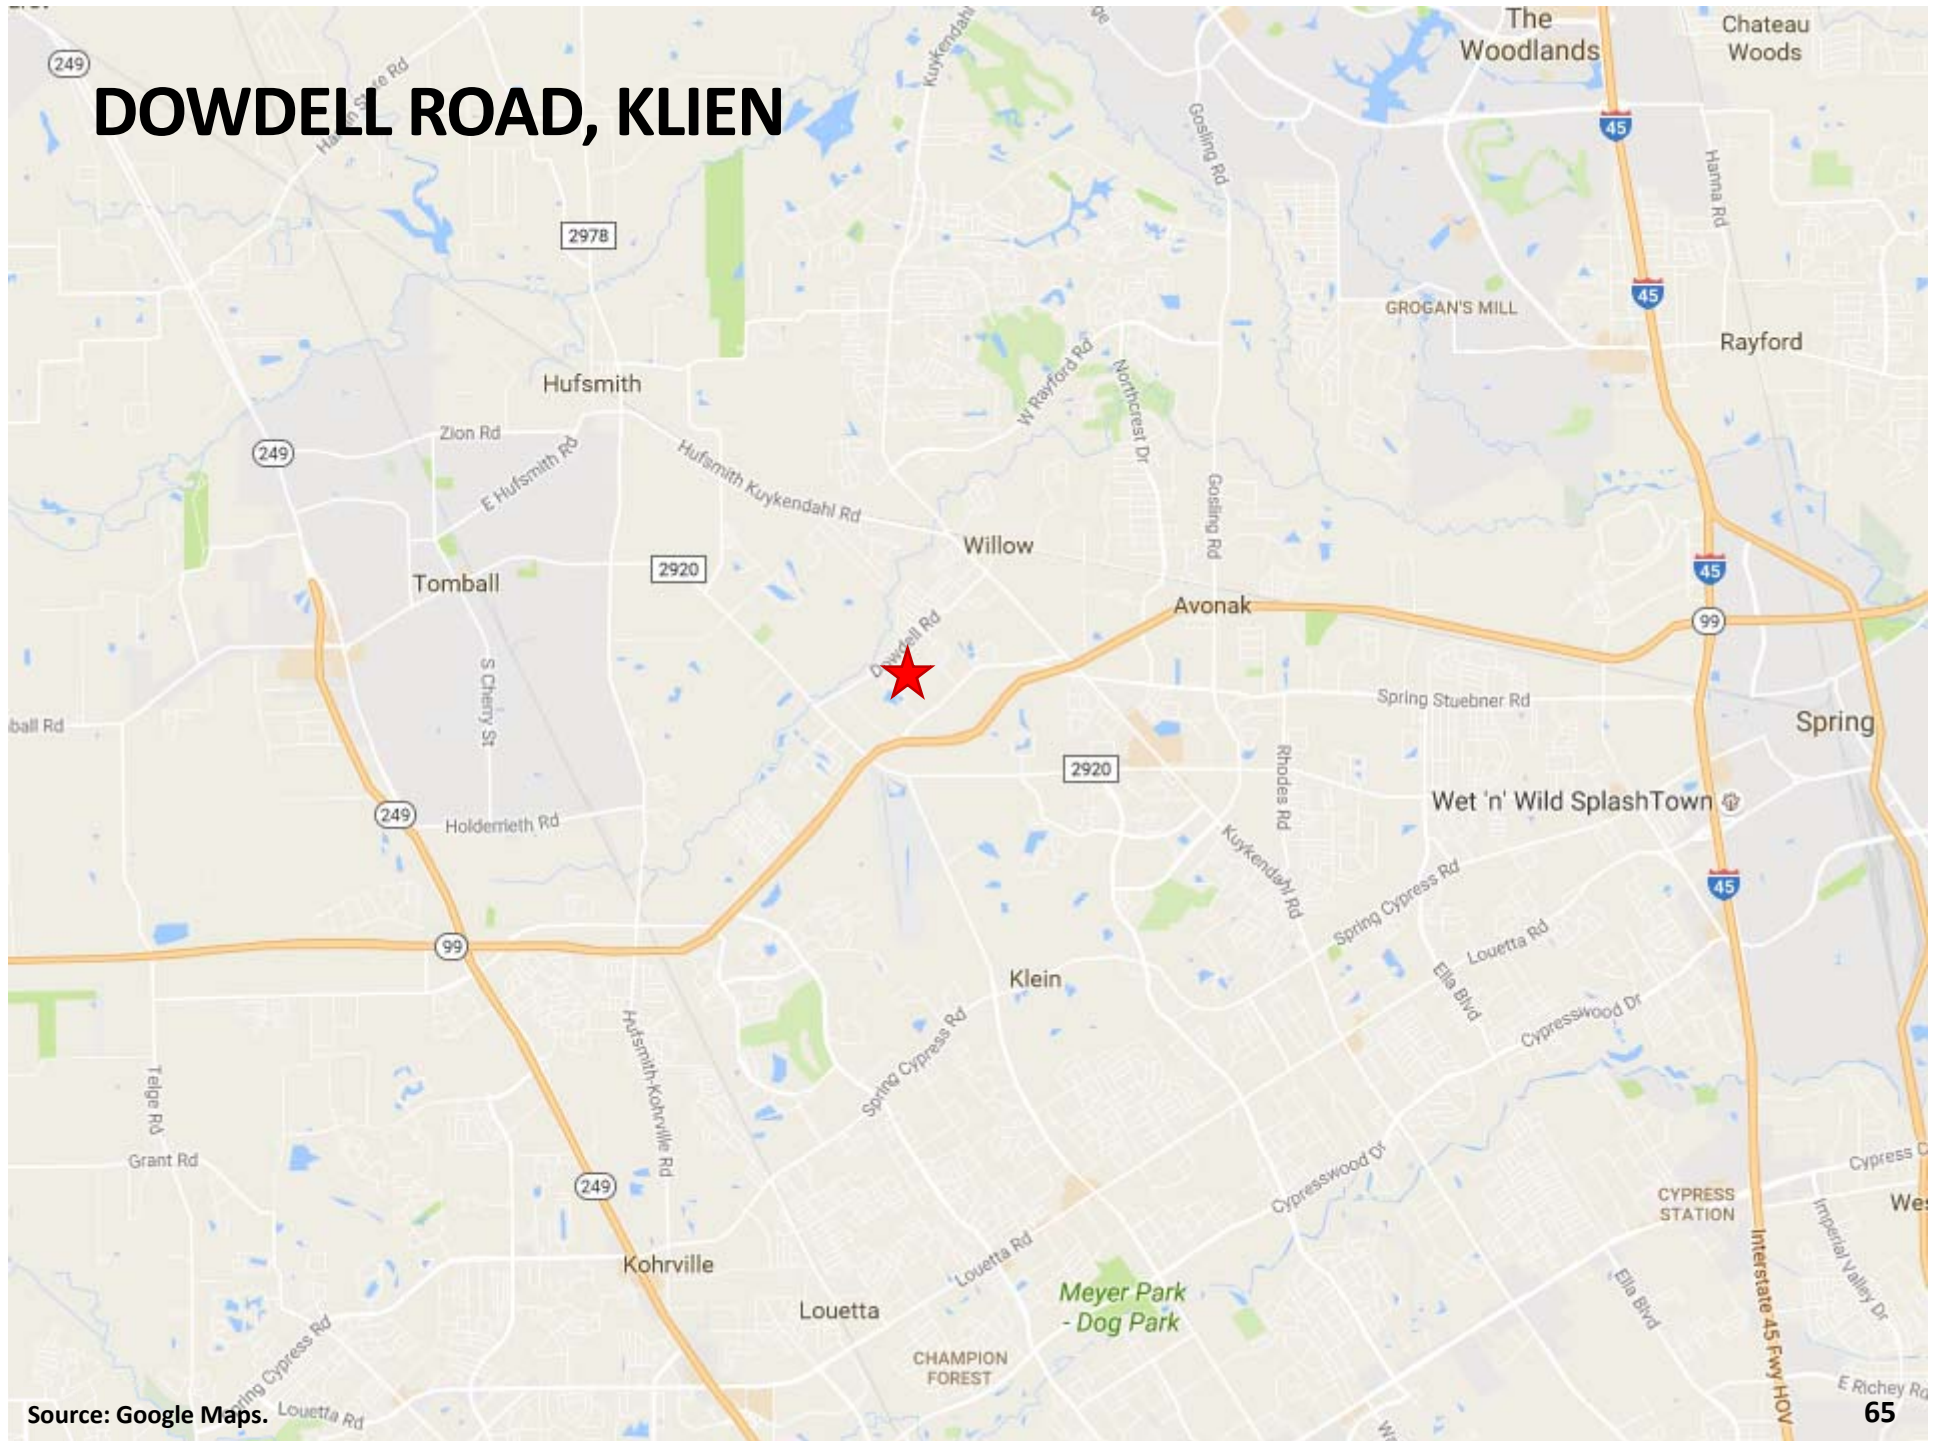 The
Woodlands
Chateau
Woods
249
Kuykendahl
DOWDELL ROAD, KLIEN
Gosling Rd
45
Hanna Rd
2978
45
GROGAN'S MILL
Rayford
Hufsmith
W Rayford Rd
Northcrest Dr
Zion Rd
249
E Hufsmith Rd
Hufsmith Kuykendahl Rd
Gosling Rd
Willow
2920
45
Tomball
Avonak
99
Dowdell Rd
S Cherry St
Spring Stuebner Rd
ball Rd
Spring
2920
Rhodes Rd
Wet 'n' Wild SplashTown
249
Holderrieth Rd
Kuykendahl Rd
45
Spring Cypress Rd
Louetta Rd
99
Klein
Ella Blvd
Cypresswood Dr
Hufsmith-Kohrville Rd
Spring Cypress Rd
Telge Rd
Grant Rd
Cypress C
249
Cypresswood Dr
CYPRESS
STATION
Wes
Imperial Valley Dr
Interstate 45 Fwy HOV
Kohrville
Louetta Rd
Ella Blvd
Meyer Park
- Dog Park
Louetta
CHAMPION
FOREST
Spring Cypress Rd
E Richey Rd
Louetta Rd
Source: Google Maps.
65